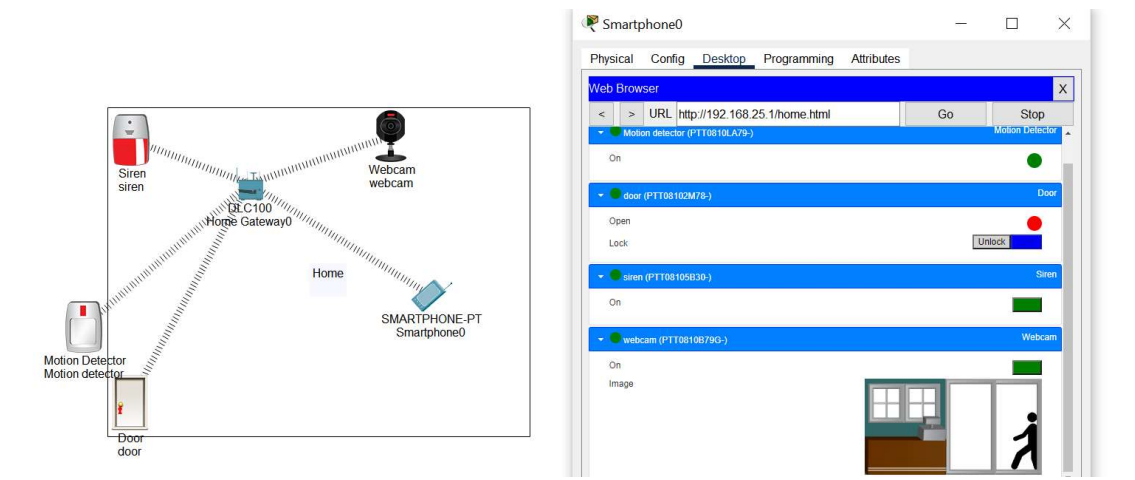 Siren
siren
Webcam
webcam
DLC100
Home Gateway0
Home
SMARTPHONE-PT
Smartphone0
Motion Detector
Motion detector
Door
door
Smartphone0
Physical Config Desktop Programming Attributes
Web Browser X
< > URL http://192.168.25.1/home.html Go Stop
Motion detector (PTT0810LA79-) Motion Detector
On
door (PTT08102M78-) Door
Open
Lock Unlock
siren (PTT08105B30-) Siren
On
webcam (PTT0810B79G-) Webcam
On
Image